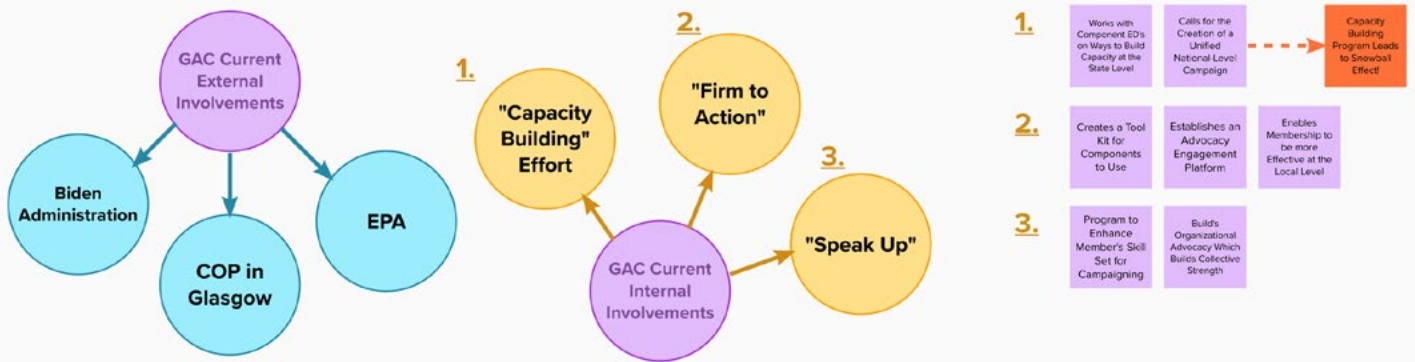 GAC Current
External
Involvements
Biden
Administration
COP in
Glasgow
EPA
1.
"Capacity
Building"
Effort
2.
"Firm to
Action"
3.
"Speak Up"
GAC Current
Internal
Involvements
1.
Works with
Component ED's
on Ways to Build
Capacity at the
State Level
Calls for the
Creation of a
Unified
National-Level
Campaign
Capacity
Building
Program Leads
to Snowball
Effect!
2.
Creates a Tool
Kit for
Components
to Use
Establishes an
Advocacy
Engagement
Platform
Enables
Membership to
be more
Effective at the
Local Level
3.
Program to
Enhance
Member's Skill
Set for
Campaigning
Build's
Organizational
Advocacy Which
Builds Collective
Strength